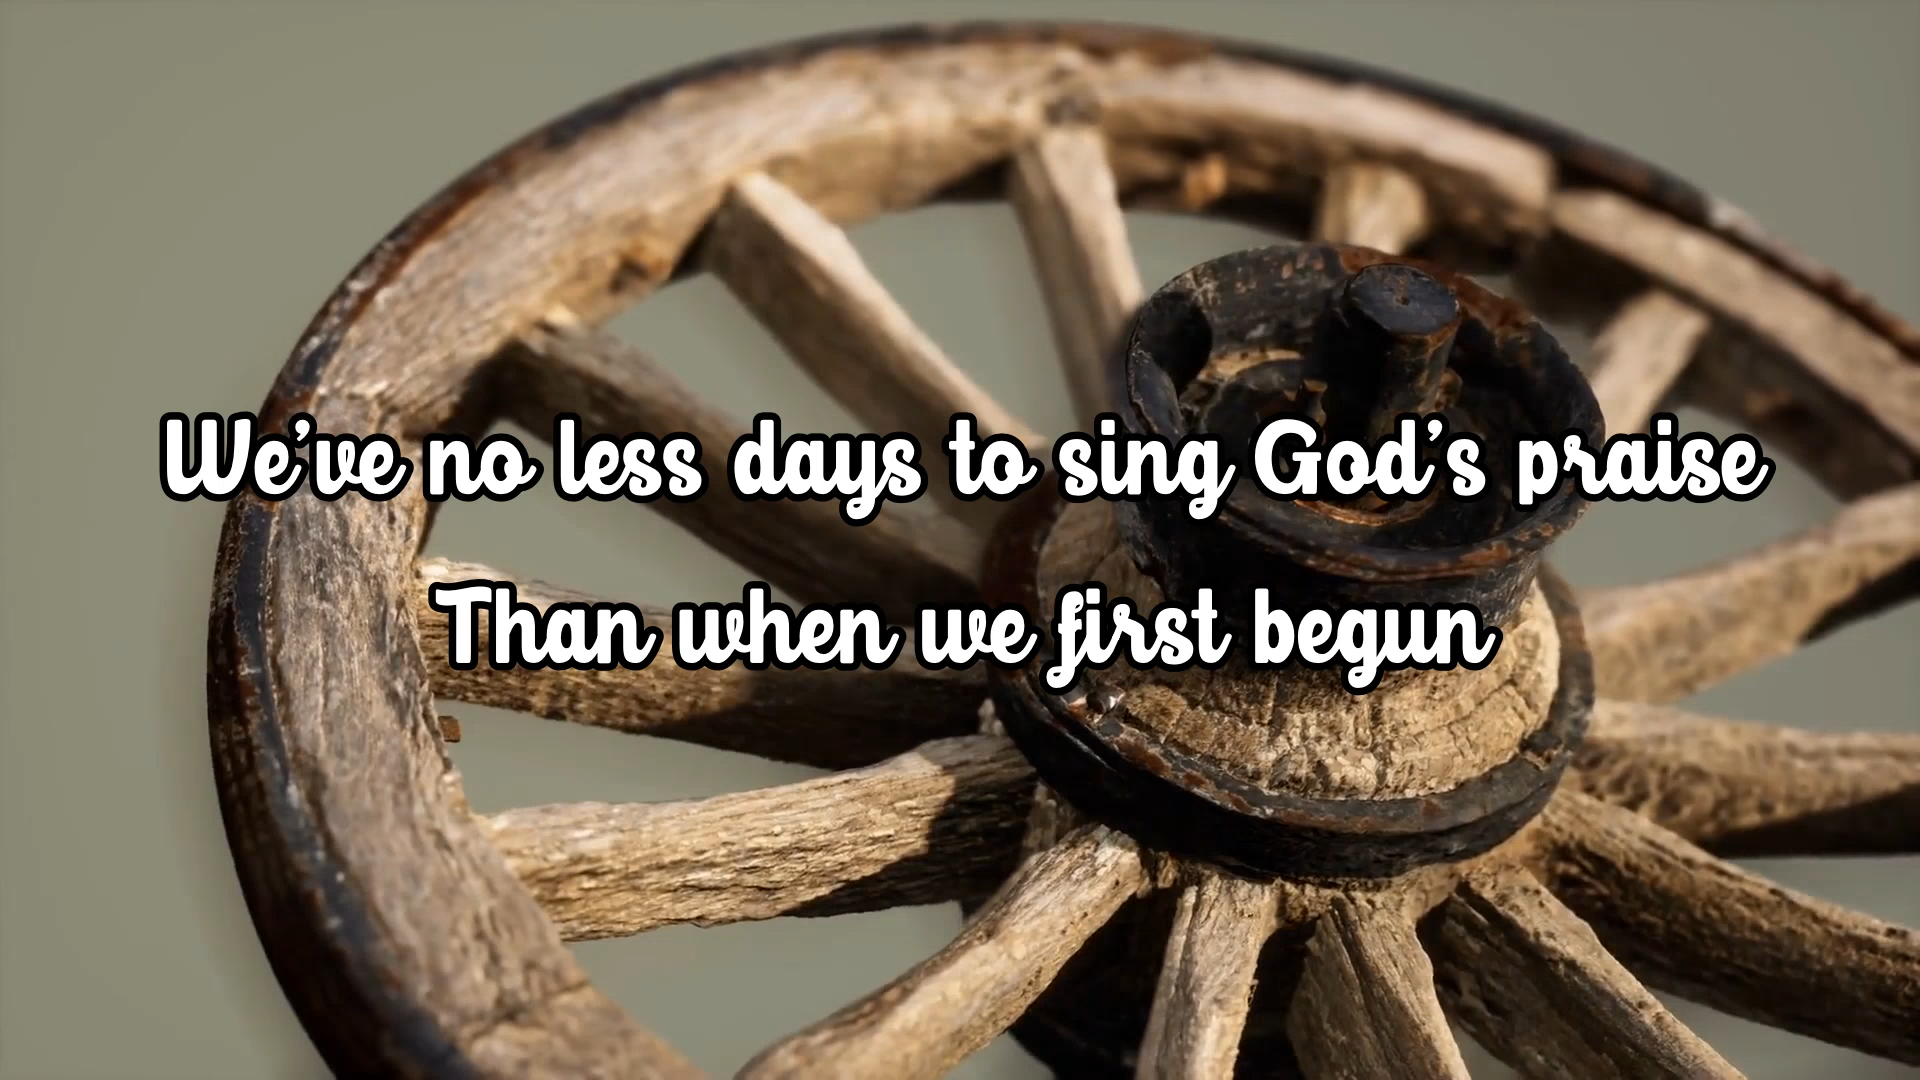 We’ve no less days to sing God’s praise
Than when we first begun